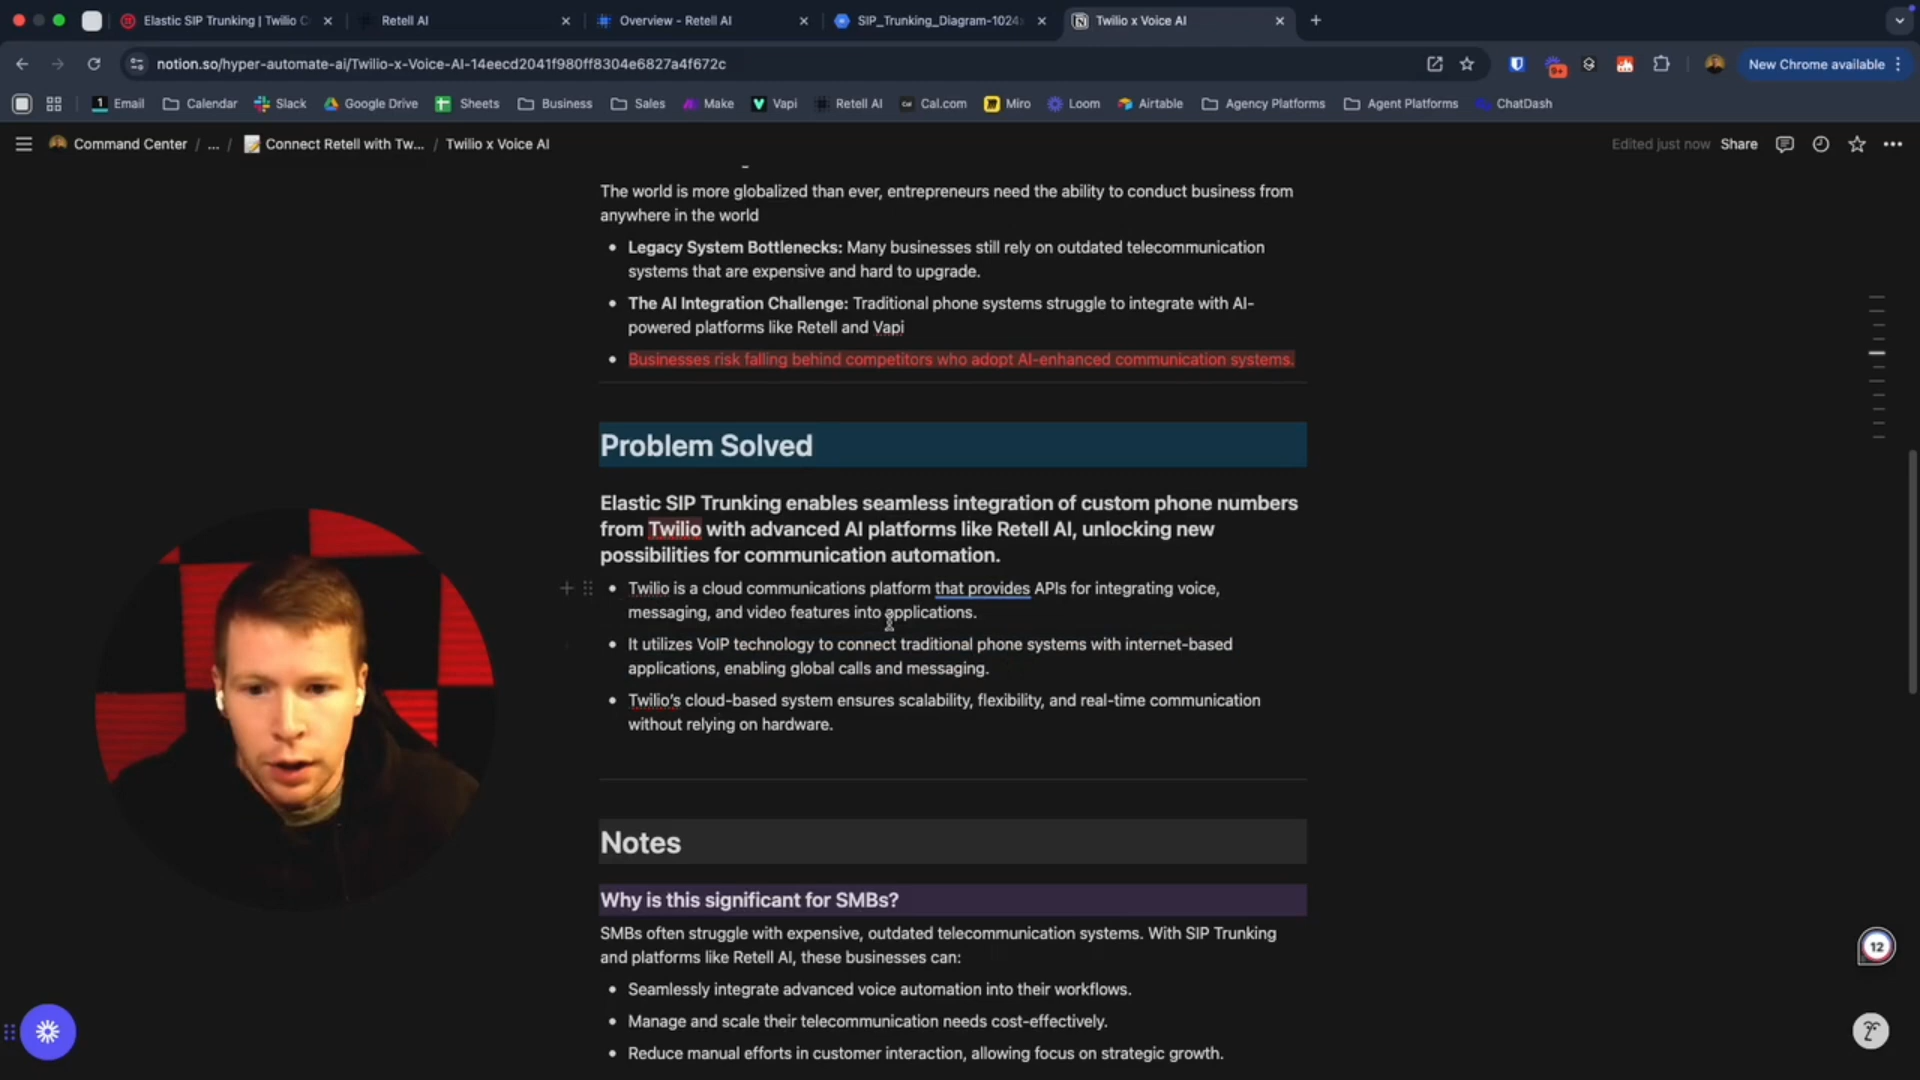 Elastic SIP Trunking | Twilio C
Retell AI
Overview - Retell AI
SIP_Trunking_Diagram-1024
Twilio x Voice AI
notion.so/hyper-automate-ai/Twilio-x-Voice-AI-14eecd2041f980ff8304e6827a4f672c
9+
New Chrome available
1 Email
Calendar
Slack
Google Drive
Sheets
Business
Sales
Make
Vapi
Retell AI
Cal.com
Miro
Loom
Airtable
Agency Platforms
Agent Platforms
ChatDash
Command Center / ... / Connect Retell with Tw... / Twilio x Voice AI
Edited just now
Share
The world is more globalized than ever, entrepreneurs need the ability to conduct business from
anywhere in the world
• Legacy System Bottlenecks: Many businesses still rely on outdated telecommunication
systems that are expensive and hard to upgrade.
• The AI Integration Challenge: Traditional phone systems struggle to integrate with AI-
powered platforms like Retell and Vapi
• Businesses risk falling behind competitors who adopt AI-enhanced communication systems.
Problem Solved
Elastic SIP Trunking enables seamless integration of custom phone numbers
from Twilio with advanced AI platforms like Retell AI, unlocking new
possibilities for communication automation.
• Twilio is a cloud communications platform that provides APIs for integrating voice,
messaging, and video features into applications.
• It utilizes VoIP technology to connect traditional phone systems with internet-based
applications, enabling global calls and messaging.
• Twilio's cloud-based system ensures scalability, flexibility, and real-time communication
without relying on hardware.
Notes
Why is this significant for SMBs?
SMBs often struggle with expensive, outdated telecommunication systems. With SIP Trunking
and platforms like Retell AI, these businesses can:
• Seamlessly integrate advanced voice automation into their workflows.
• Manage and scale their telecommunication needs cost-effectively.
• Reduce manual efforts in customer interaction, allowing focus on strategic growth.
12